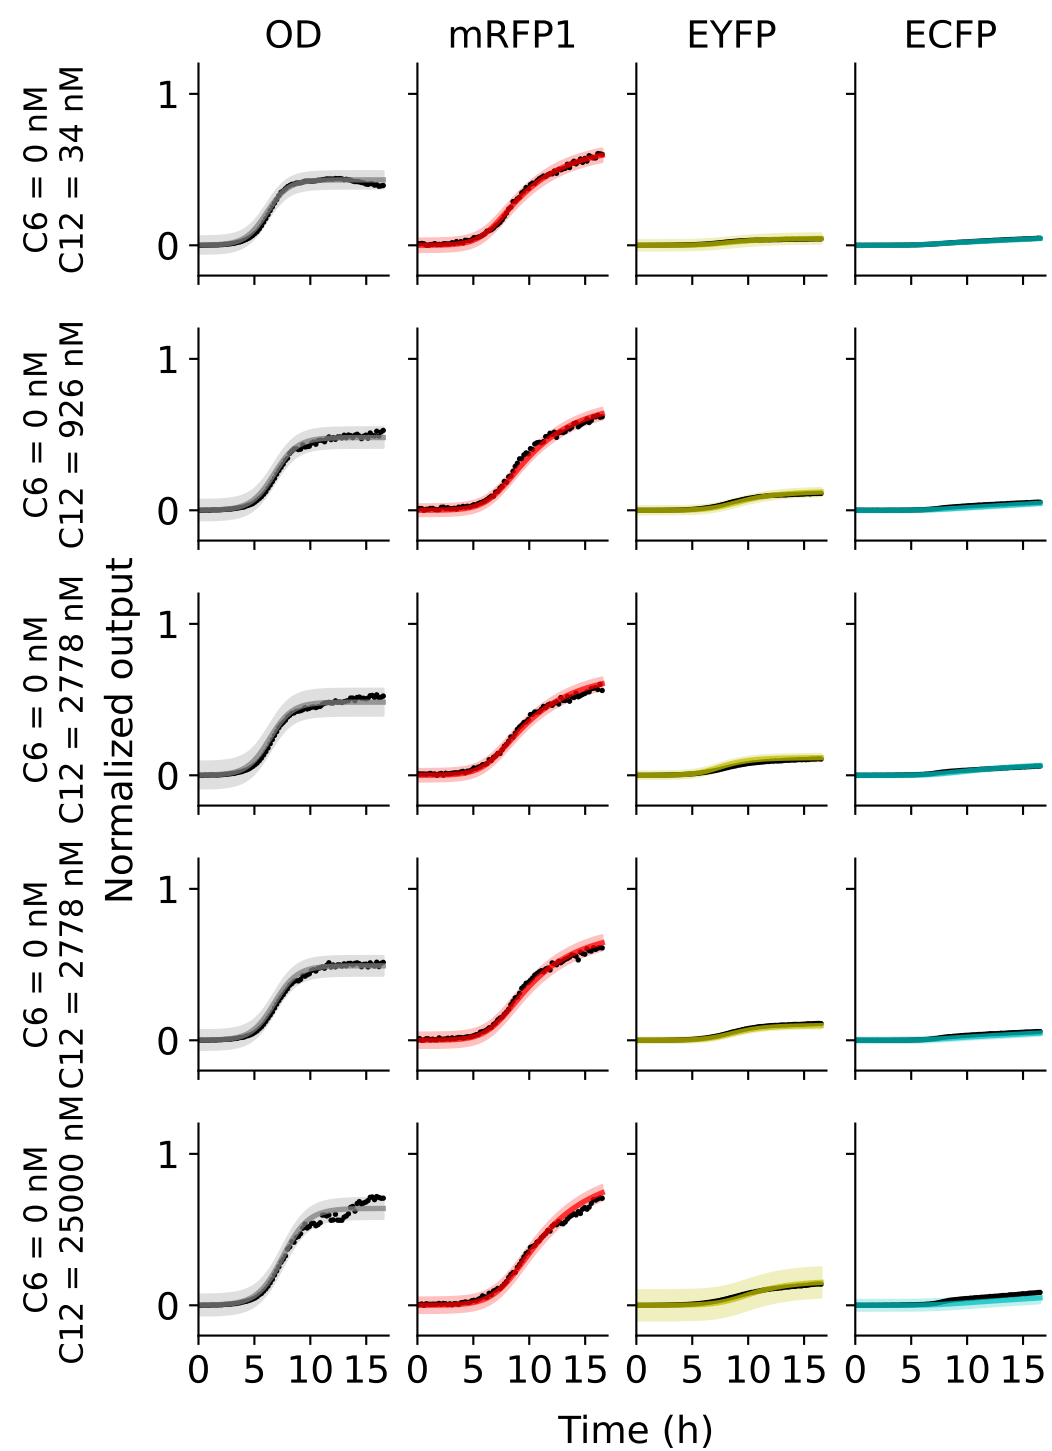 OD mRFP1 EYFP ECFP
C6 = 0 nM
C12 = 34 nM
1
0
C6 = 0 nM
C12 = 926 nM
1
0
Normalized output
C6 = 0 nM
C12 = 2778 nM
1
0
C6 = 0 nM
C12 = 2778 nM
1
0
C6 = 0 nM
C12 = 25000 nM
1
0
0 5 10 15 0 5 10 15 0 5 10 15 0 5 10 15
Time (h)